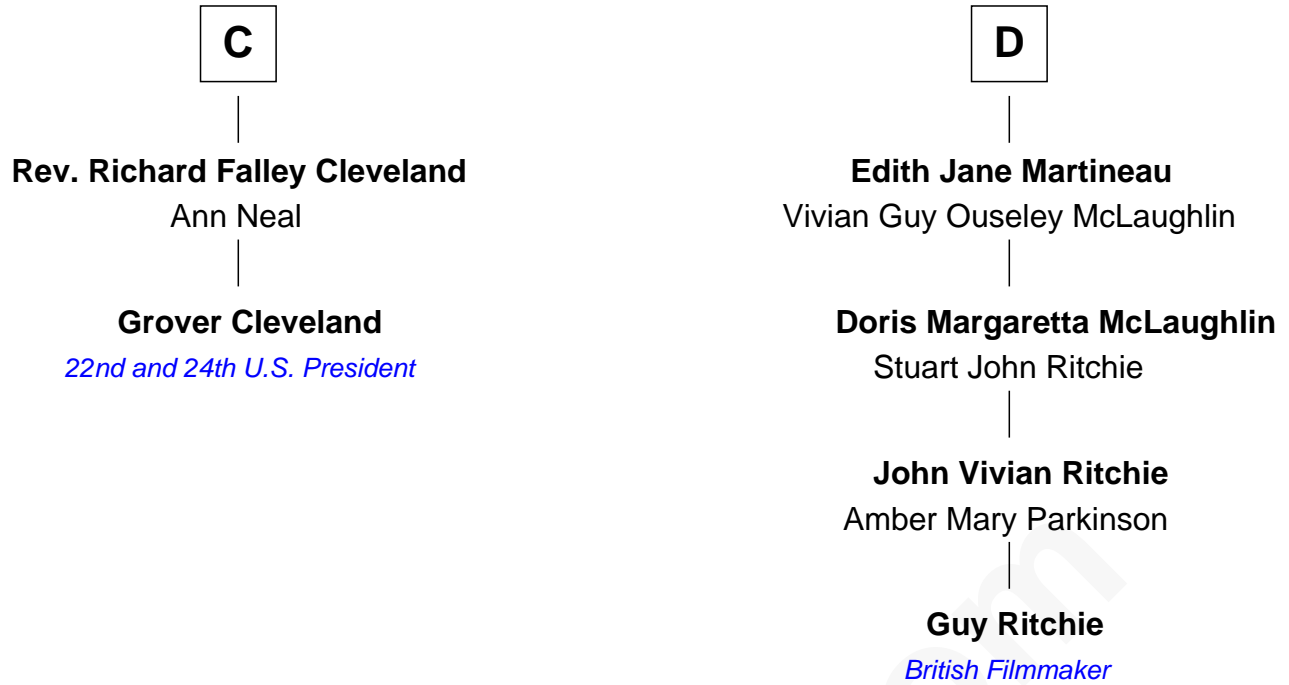 C
Rev. Richard Falley Cleveland
Ann Neal
Grover Cleveland
22nd and 24th U.S. President
D
Edith Jane Martineau
Vivian Guy Ouseley McLaughlin
Doris Margaretta McLaughlin
Stuart John Ritchie
John Vivian Ritchie
Amber Mary Parkinson
Guy Ritchie
British Filmmaker